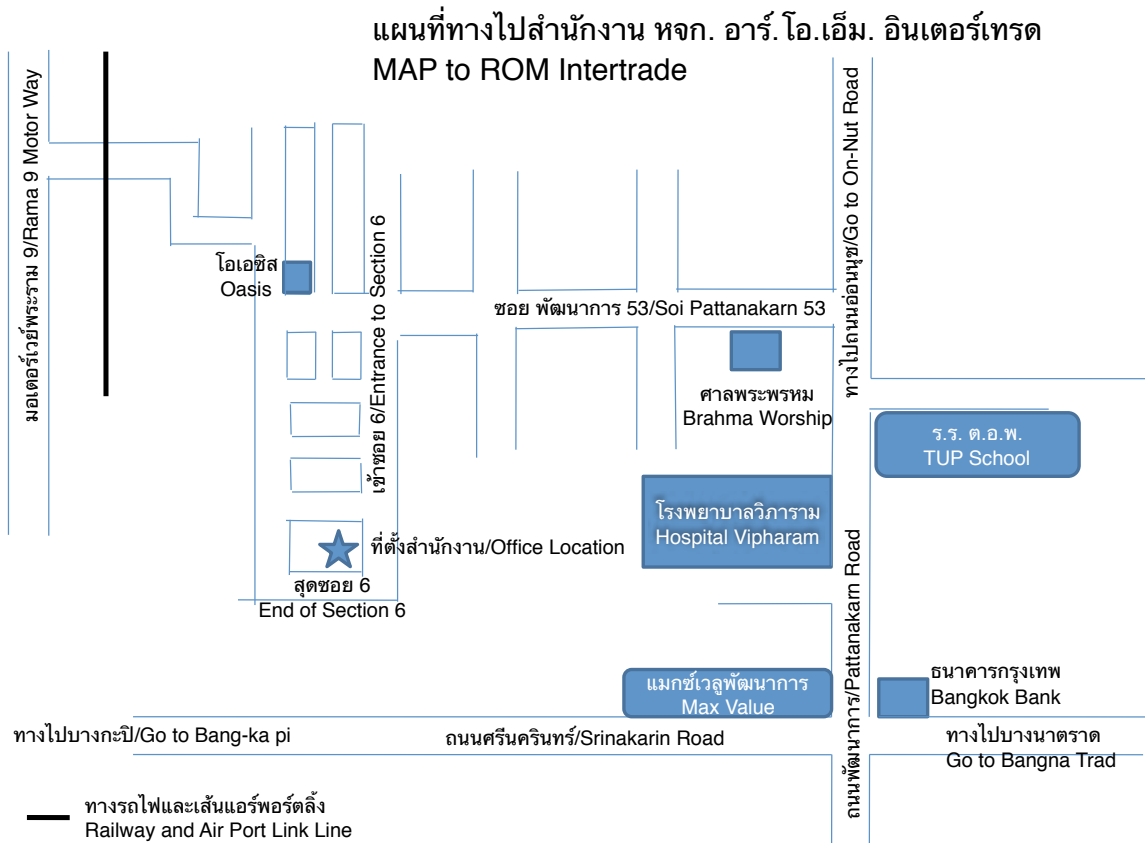 แผนที่ทางไปสำนักงาน หจก. อาร์.โอ.เอ็ม. อินเตอร์เทรด
MAP to ROM Intertrade
มอเตอร์เวย์พระราม 9/Rama 9 Motor Way
โอเอซิส
Oasis
เข้าซอย 6/Entrance to Section 6
ซอย พัฒนาการ 53/Soi Pattanakarn 53
ทางไปถนนอ่อนนุช/Go to On-Nut Road
ศาลพระพรหม
Brahma Worship
ร.ร. ต.อ.พ.
TUP School
โรงพยาบาลวิภาราม
Hospital Vipharam
ที่ตั้งสำนักงาน/Office Location
สุดซอย 6
End of Section 6
ถนนพัฒนาการ/Pattanakarn Road
แมกซ์เวลูพัฒนาการ
Max Value
ธนาคารกรุงเทพ
Bangkok Bank
ทางไปบางกะปิ/Go to Bang-ka pi
ถนนศรีนครินทร์/Srinakarin Road
ทางไปบางนาตราด
Go to Bangna Trad
ทางรถไฟและเส้นแอร์พอร์ตลิ้ง
Railway and Air Port Link Line